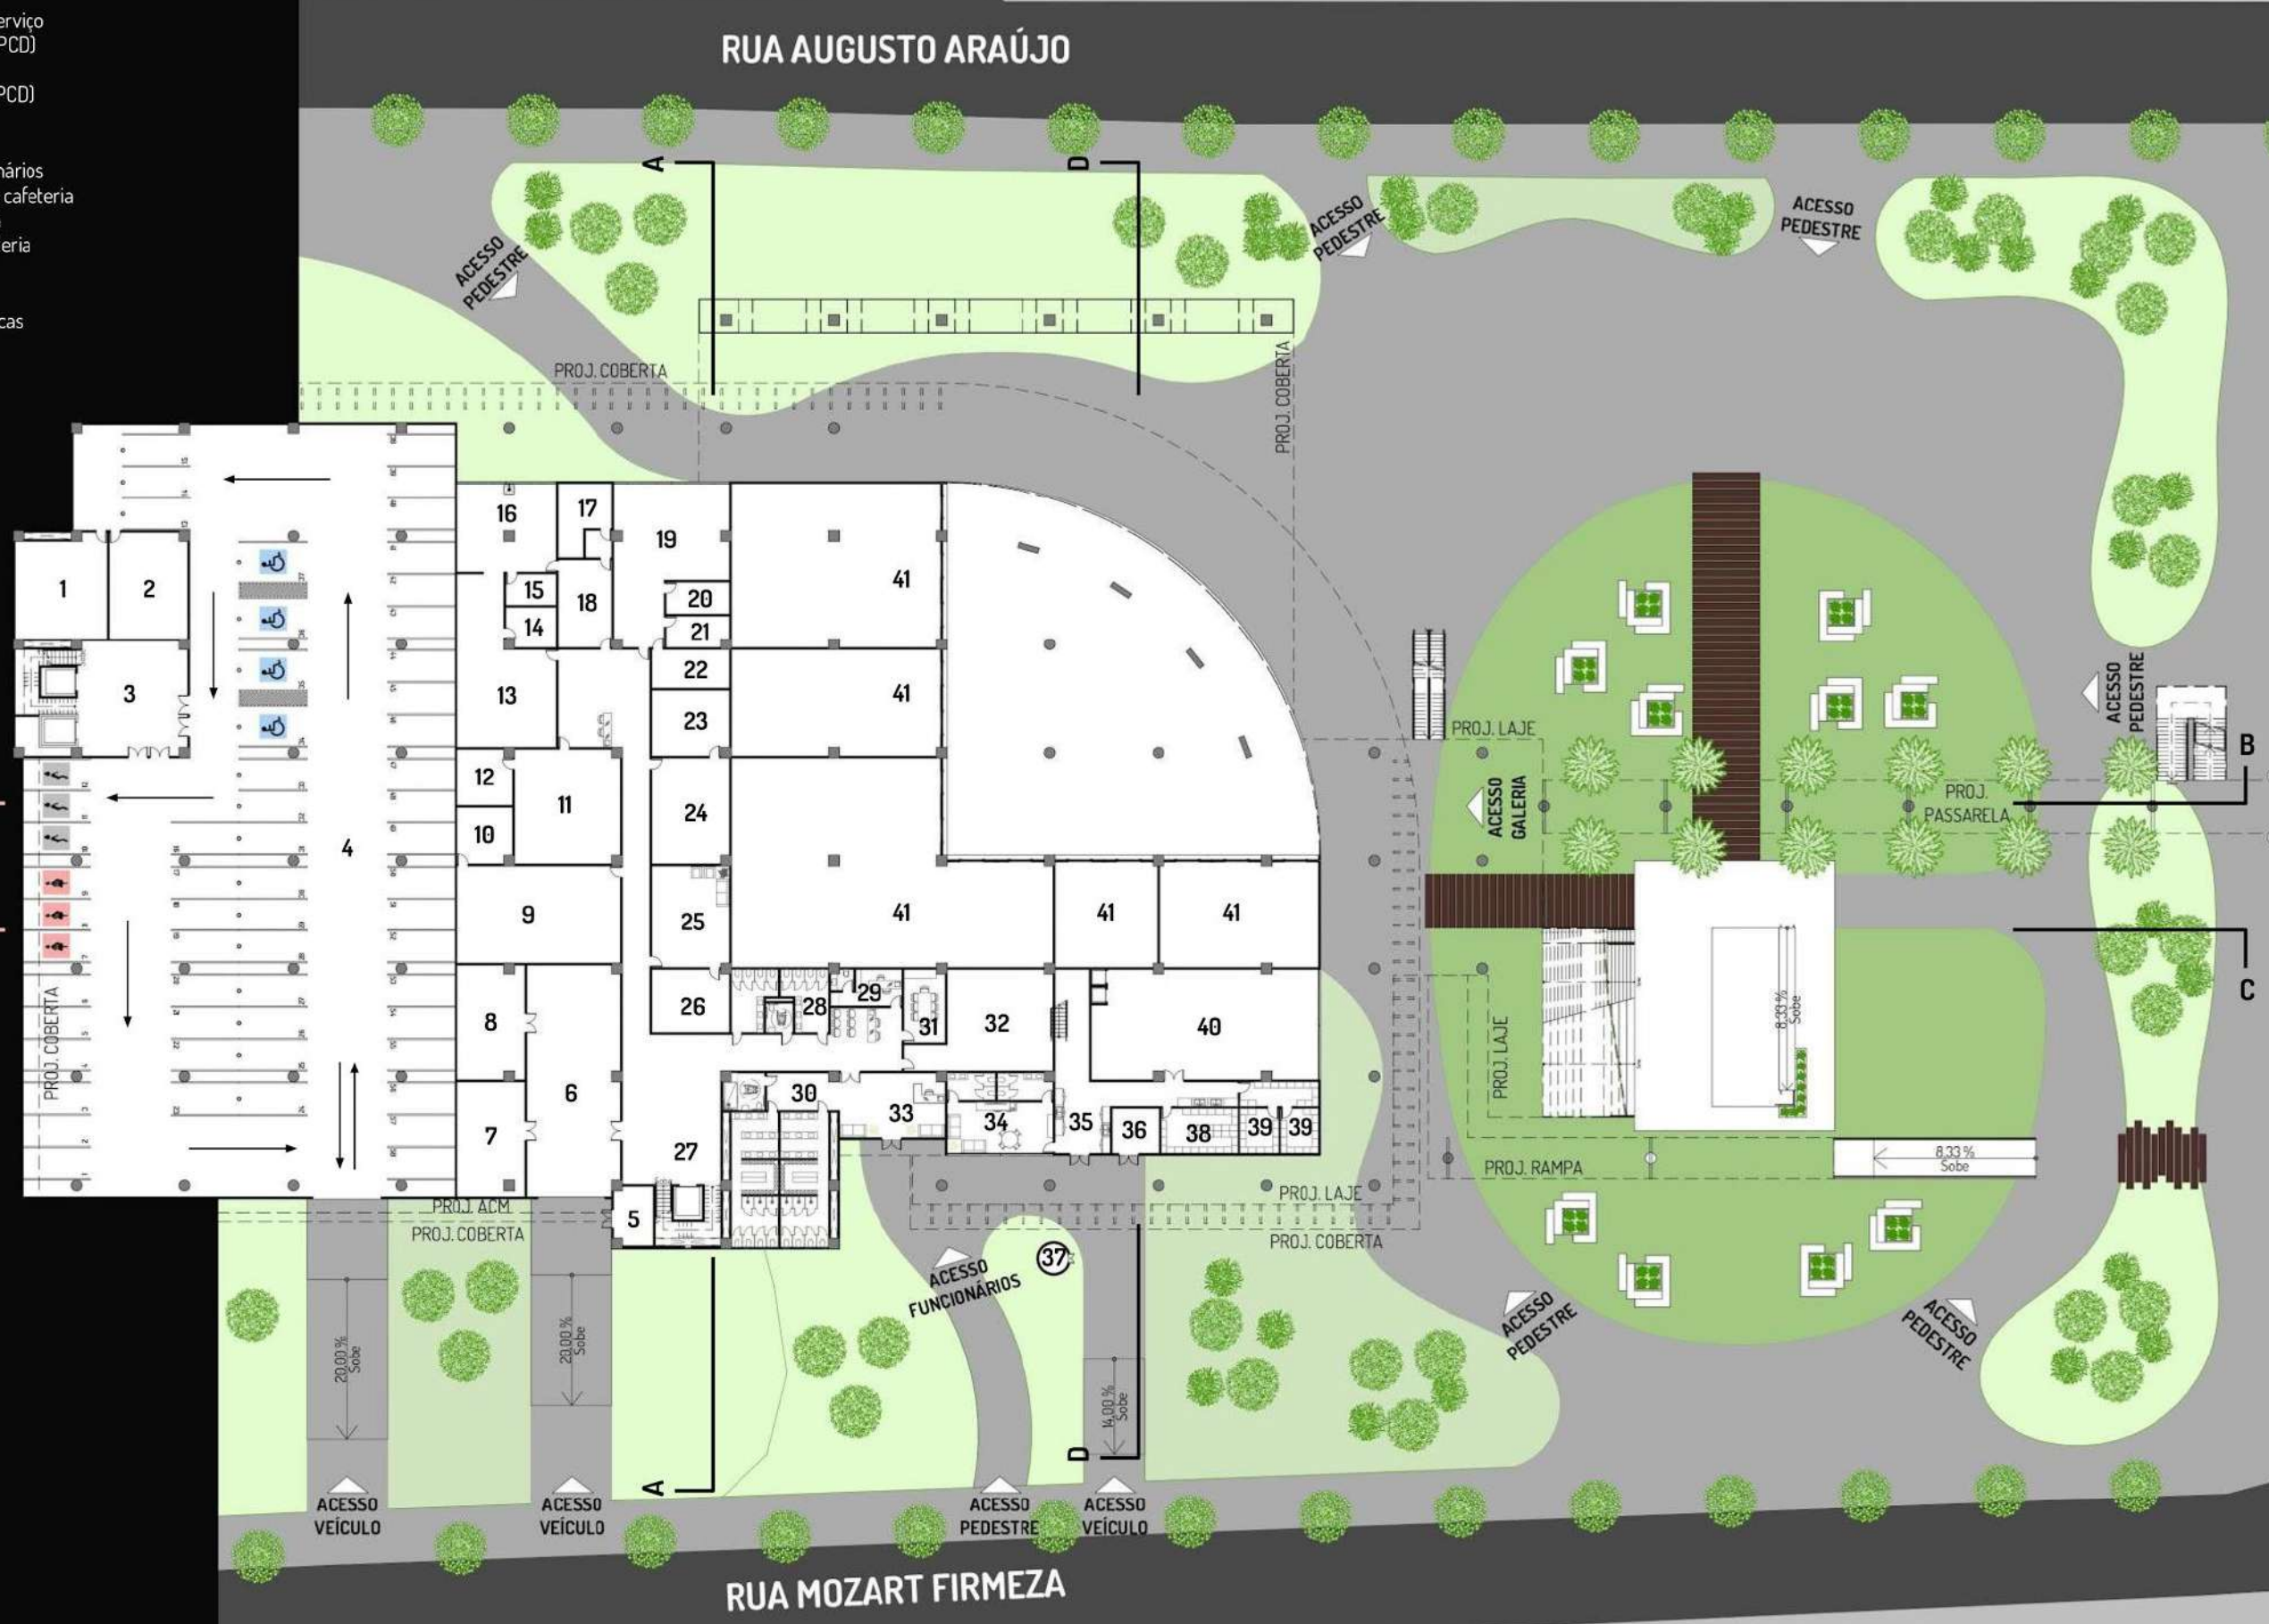 erviço
PCD)
PCD)
nários
cafeteria
eria
cas
RUA AUGUSTO ARAÚJO
A
D
ACESSO
PEDESTRE
ACESSO
PEDESTRE
ACESSO
PEDESTRE
PROJ. COBERTA
PROJ. COBERTA
16
17
19
1
2
15
18
20
41
14
21
3
13
22
41
23
ACESSO
PEDESTRE
PROJ. LAJE
B
12
11
24
ACESSO
GALERIA
PROJ.
PASSARELA
10
4
9
25
41
41
41
8
26
28
29
31
32
40
C
PROJ. COBERTA
PROJ. LAJE
8,33 %
Sobe
6
30
33
34
35
36
38
39
39
7
27
5
PROJ. RAMPA
8,33 %
Sobe
PROJ. ACM
PROJ. COBERTA
PROJ. LAJE
PROJ. COBERTA
37
ACESSO
FUNCIONÁRIOS
ACESSO
PEDESTRE
ACESSO
PEDESTRE
20,00 %
Sobe
20,00 %
Sobe
14,00 %
Sobe
A
D
ACESSO
VEÍCULO
ACESSO
VEÍCULO
ACESSO
PEDESTRE
ACESSO
VEÍCULO
RUA MOZART FIRMEZA